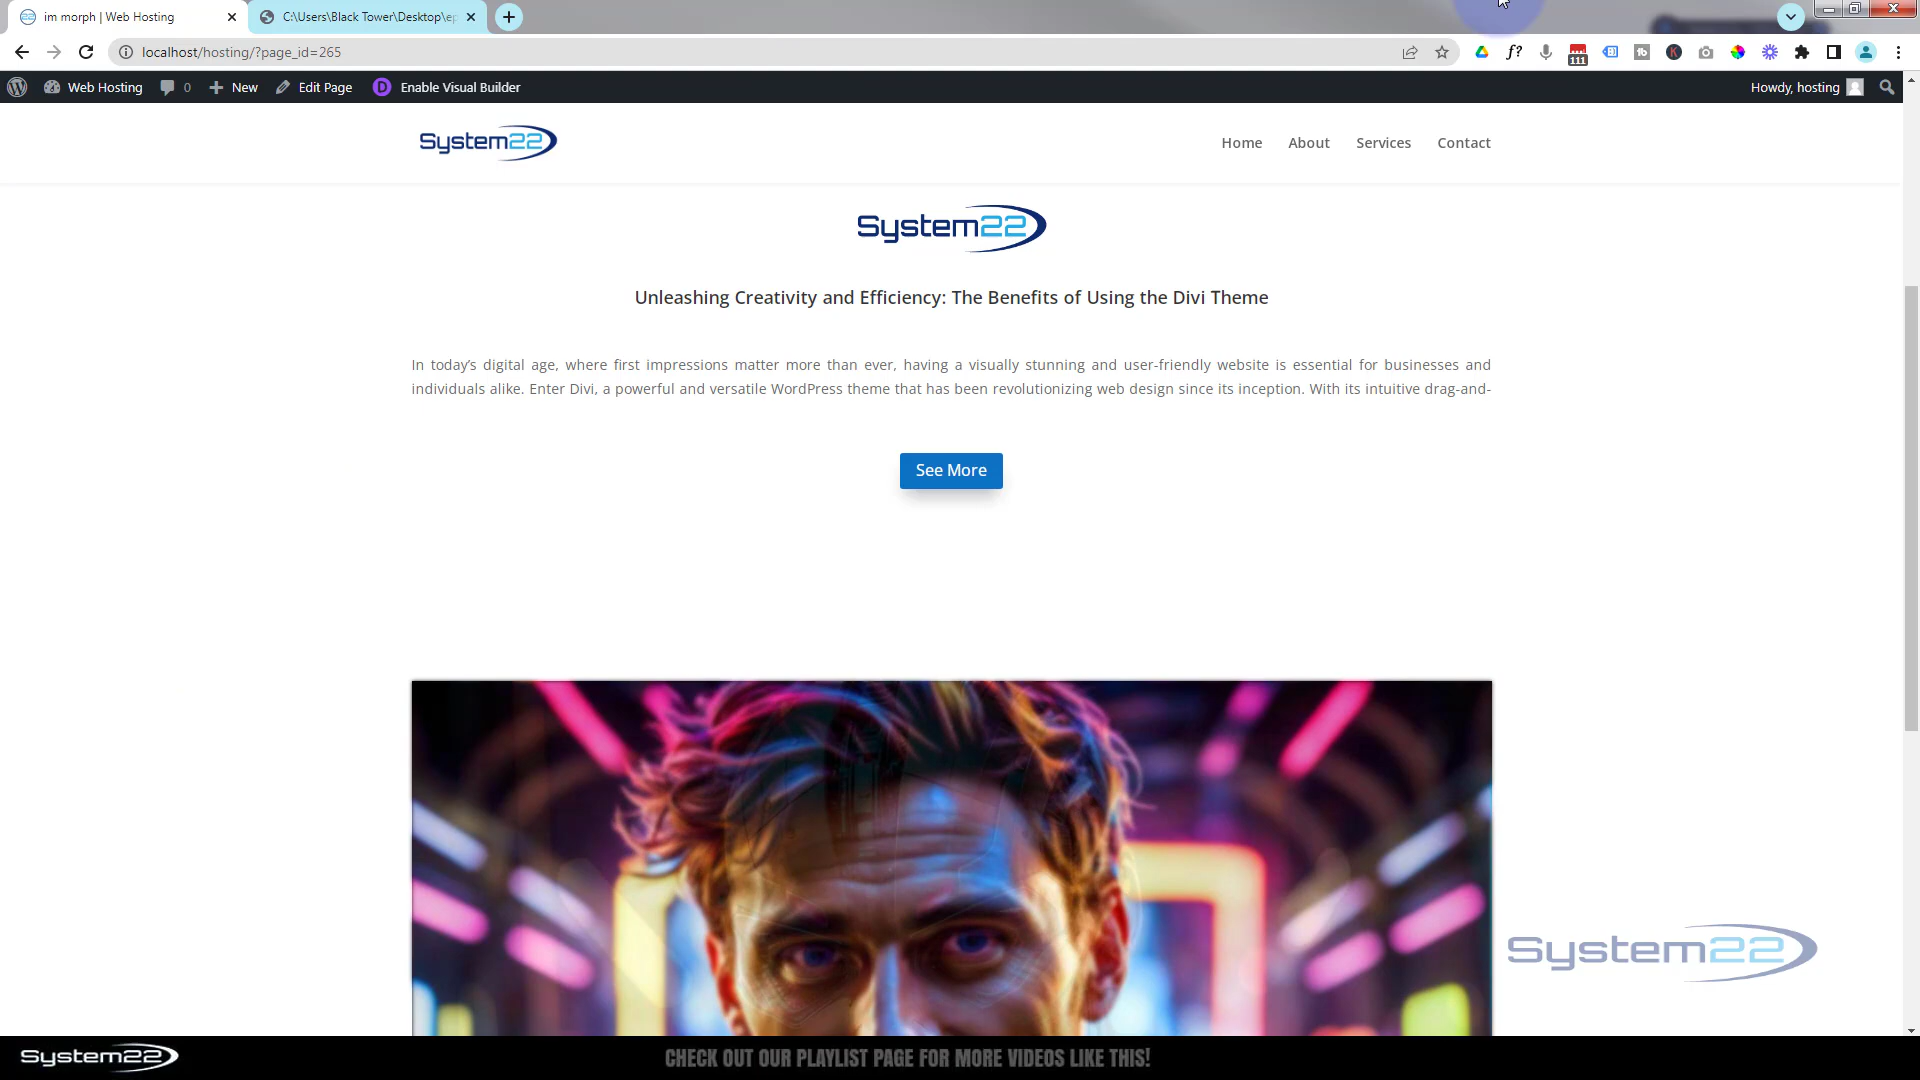 im morph | Web Hosting
C:\Users\Black Tower\Desktop\ep
localhost/hosting/?page_id=265
111
Web Hosting
0
New
Edit Page
Enable Visual Builder
Howdy, hosting
System22
Home
About
Services
Contact
System22
Unleashing Creativity and Efficiency: The Benefits of Using the Divi Theme
In today's digital age, where first impressions matter more than ever, having a visually stunning and user-friendly website is essential for businesses and
individuals alike. Enter Divi, a powerful and versatile WordPress theme that has been revolutionizing web design since its inception. With its intuitive drag-and-
See More
System22
System22
CHECK OUT OUR PLAYLIST PAGE FOR MORE VIDEOS LIKE THIS!